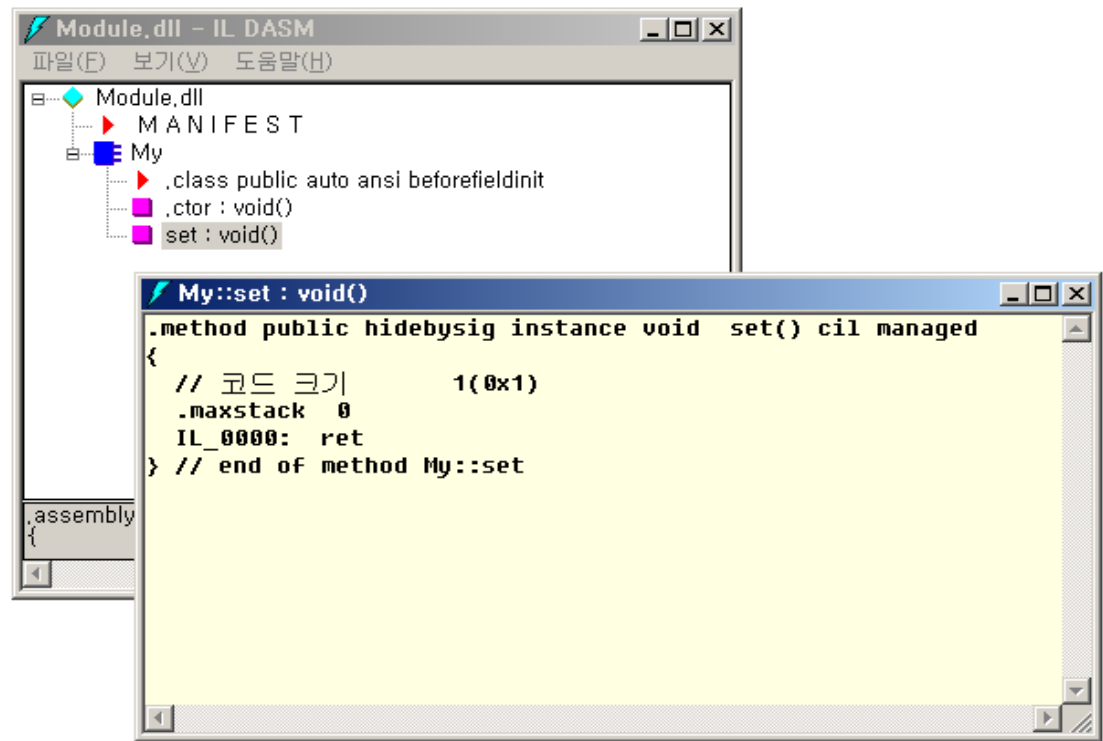 Module.dll - IL DASM
파일(F) 보기(V) 도움말(H)
Module.dll
M A N I F E S T
My
.class public auto ansi beforefieldinit
.ctor : void()
set : void()
.assembly
{
My::set : void()
.method public hidebysig instance void  set() cil managed
{
  // 코드 크기       1(0x1)
  .maxstack  0
  IL_0000:  ret
} // end of method My::set